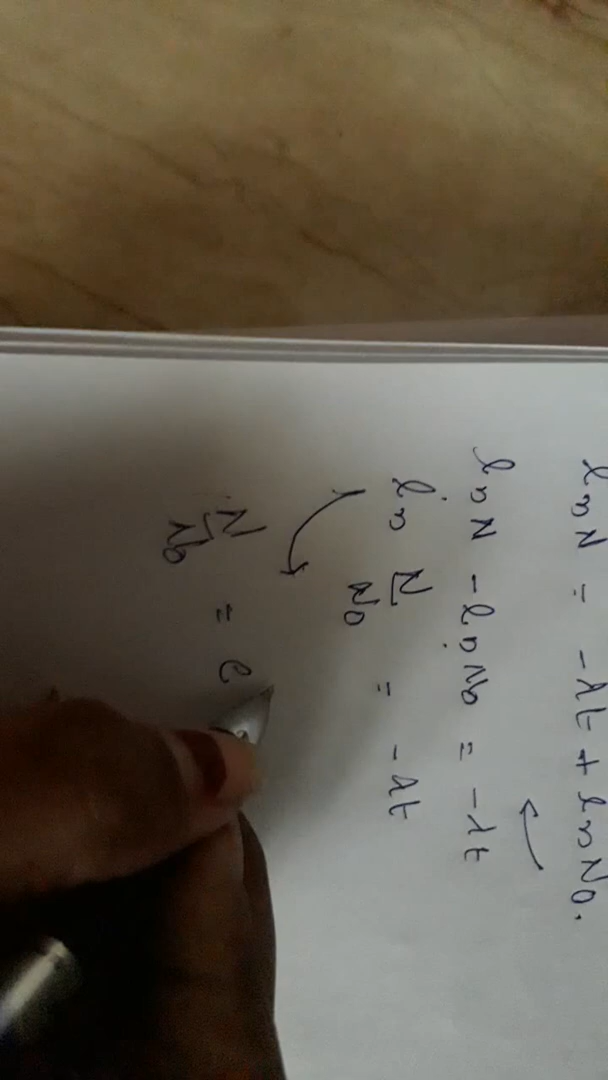 ln N = -λt + ln N₀.
ln N - ln N₀ = -λt
ln N/N₀ = -λt
N/N₀ = e